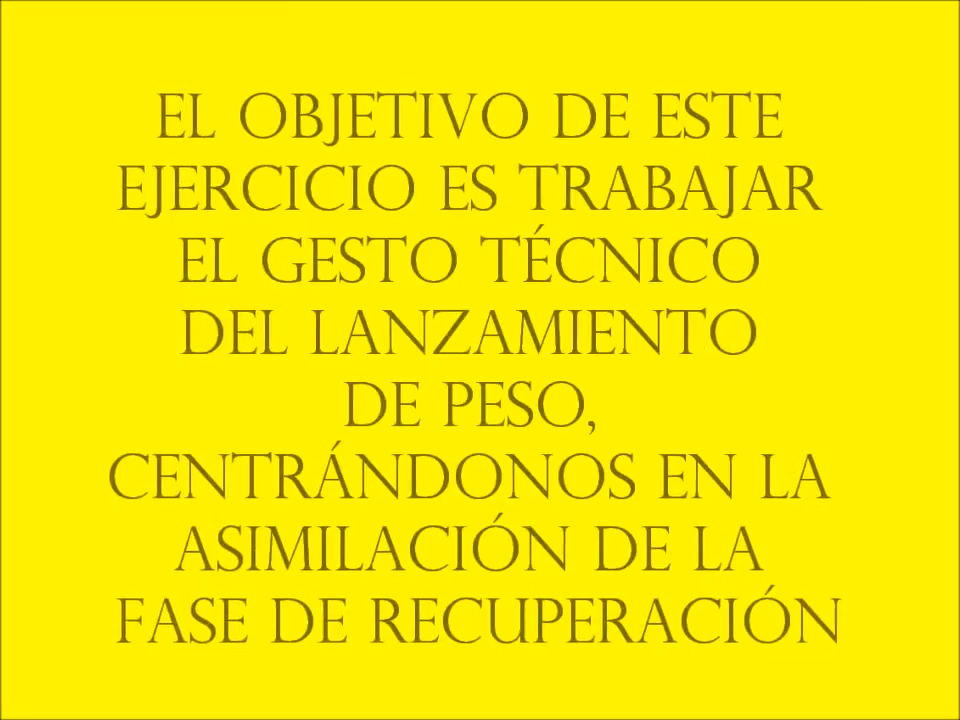 EL OBJETIVO DE ESTE
EJERCICIO ES TRABAJAR
EL GESTO TÉCNICO
DEL LANZAMIENTO
DE PESO,
CENTRÁNDONOS EN LA
ASIMILACIÓN DE LA
FASE DE RECUPERACIÓN